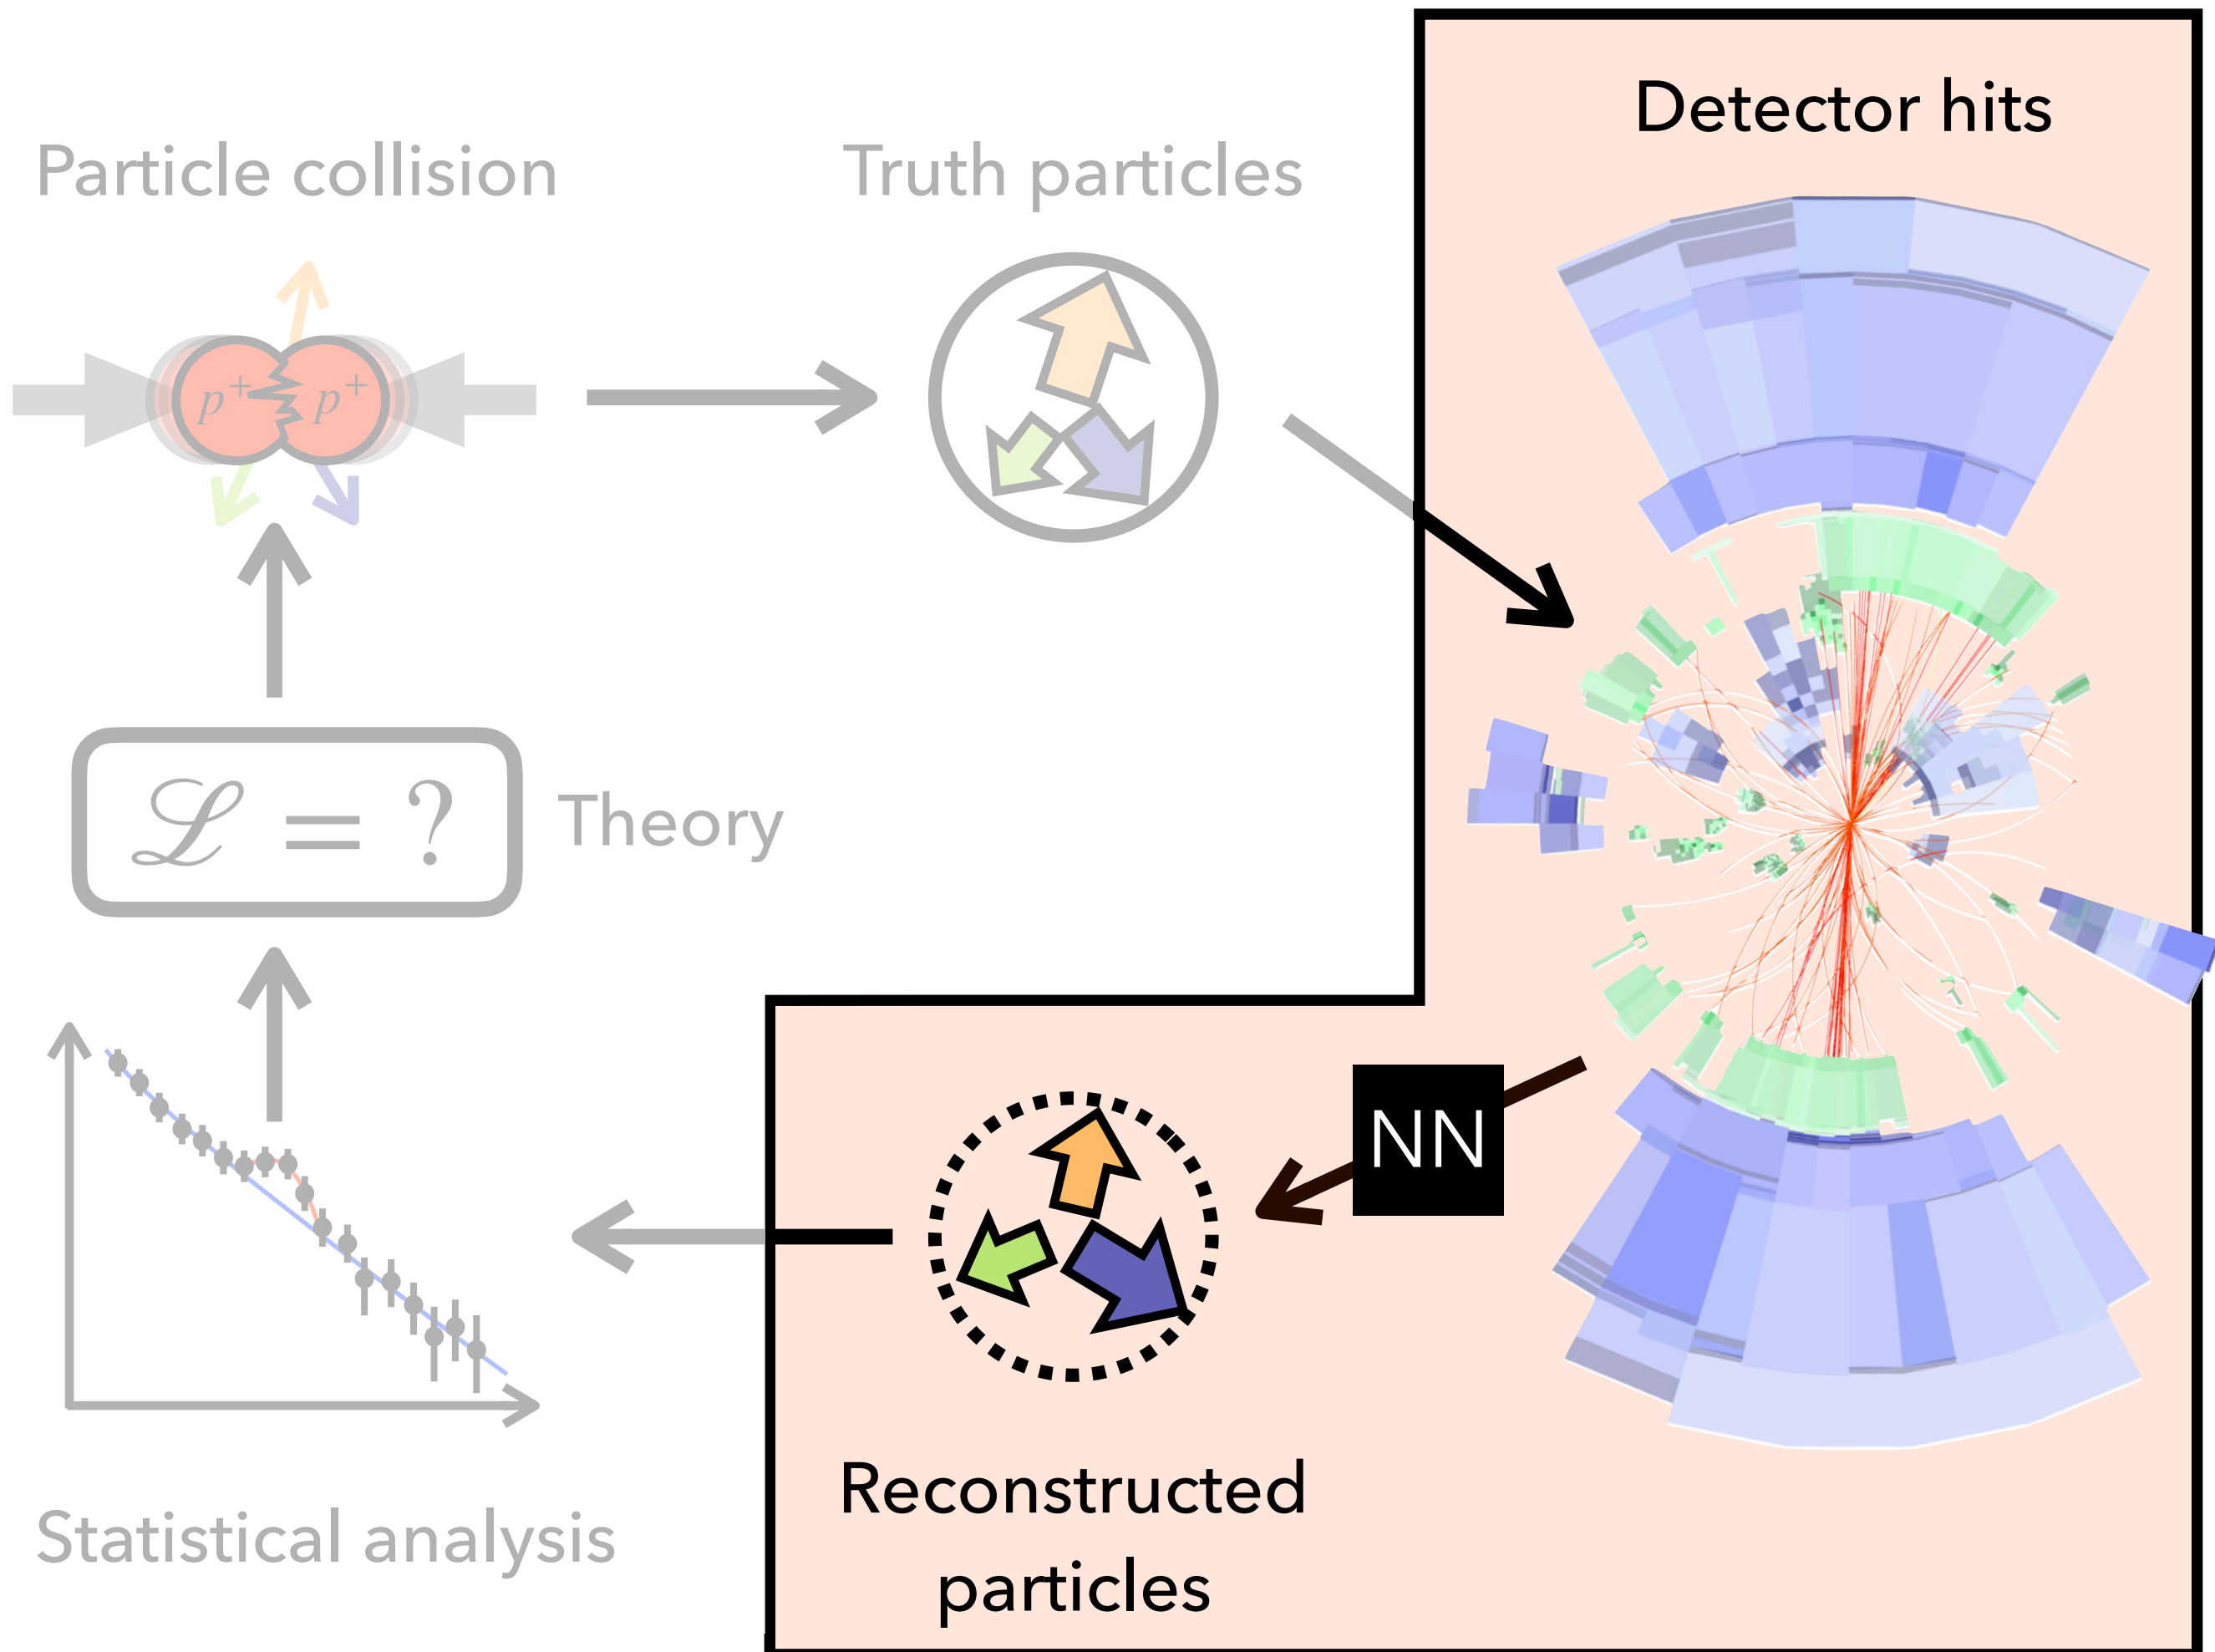 Detector hits
Particle collision
Truth particles
p+ p+
ℒ = ?
Theory
NN
Reconstructed
particles
Statistical analysis